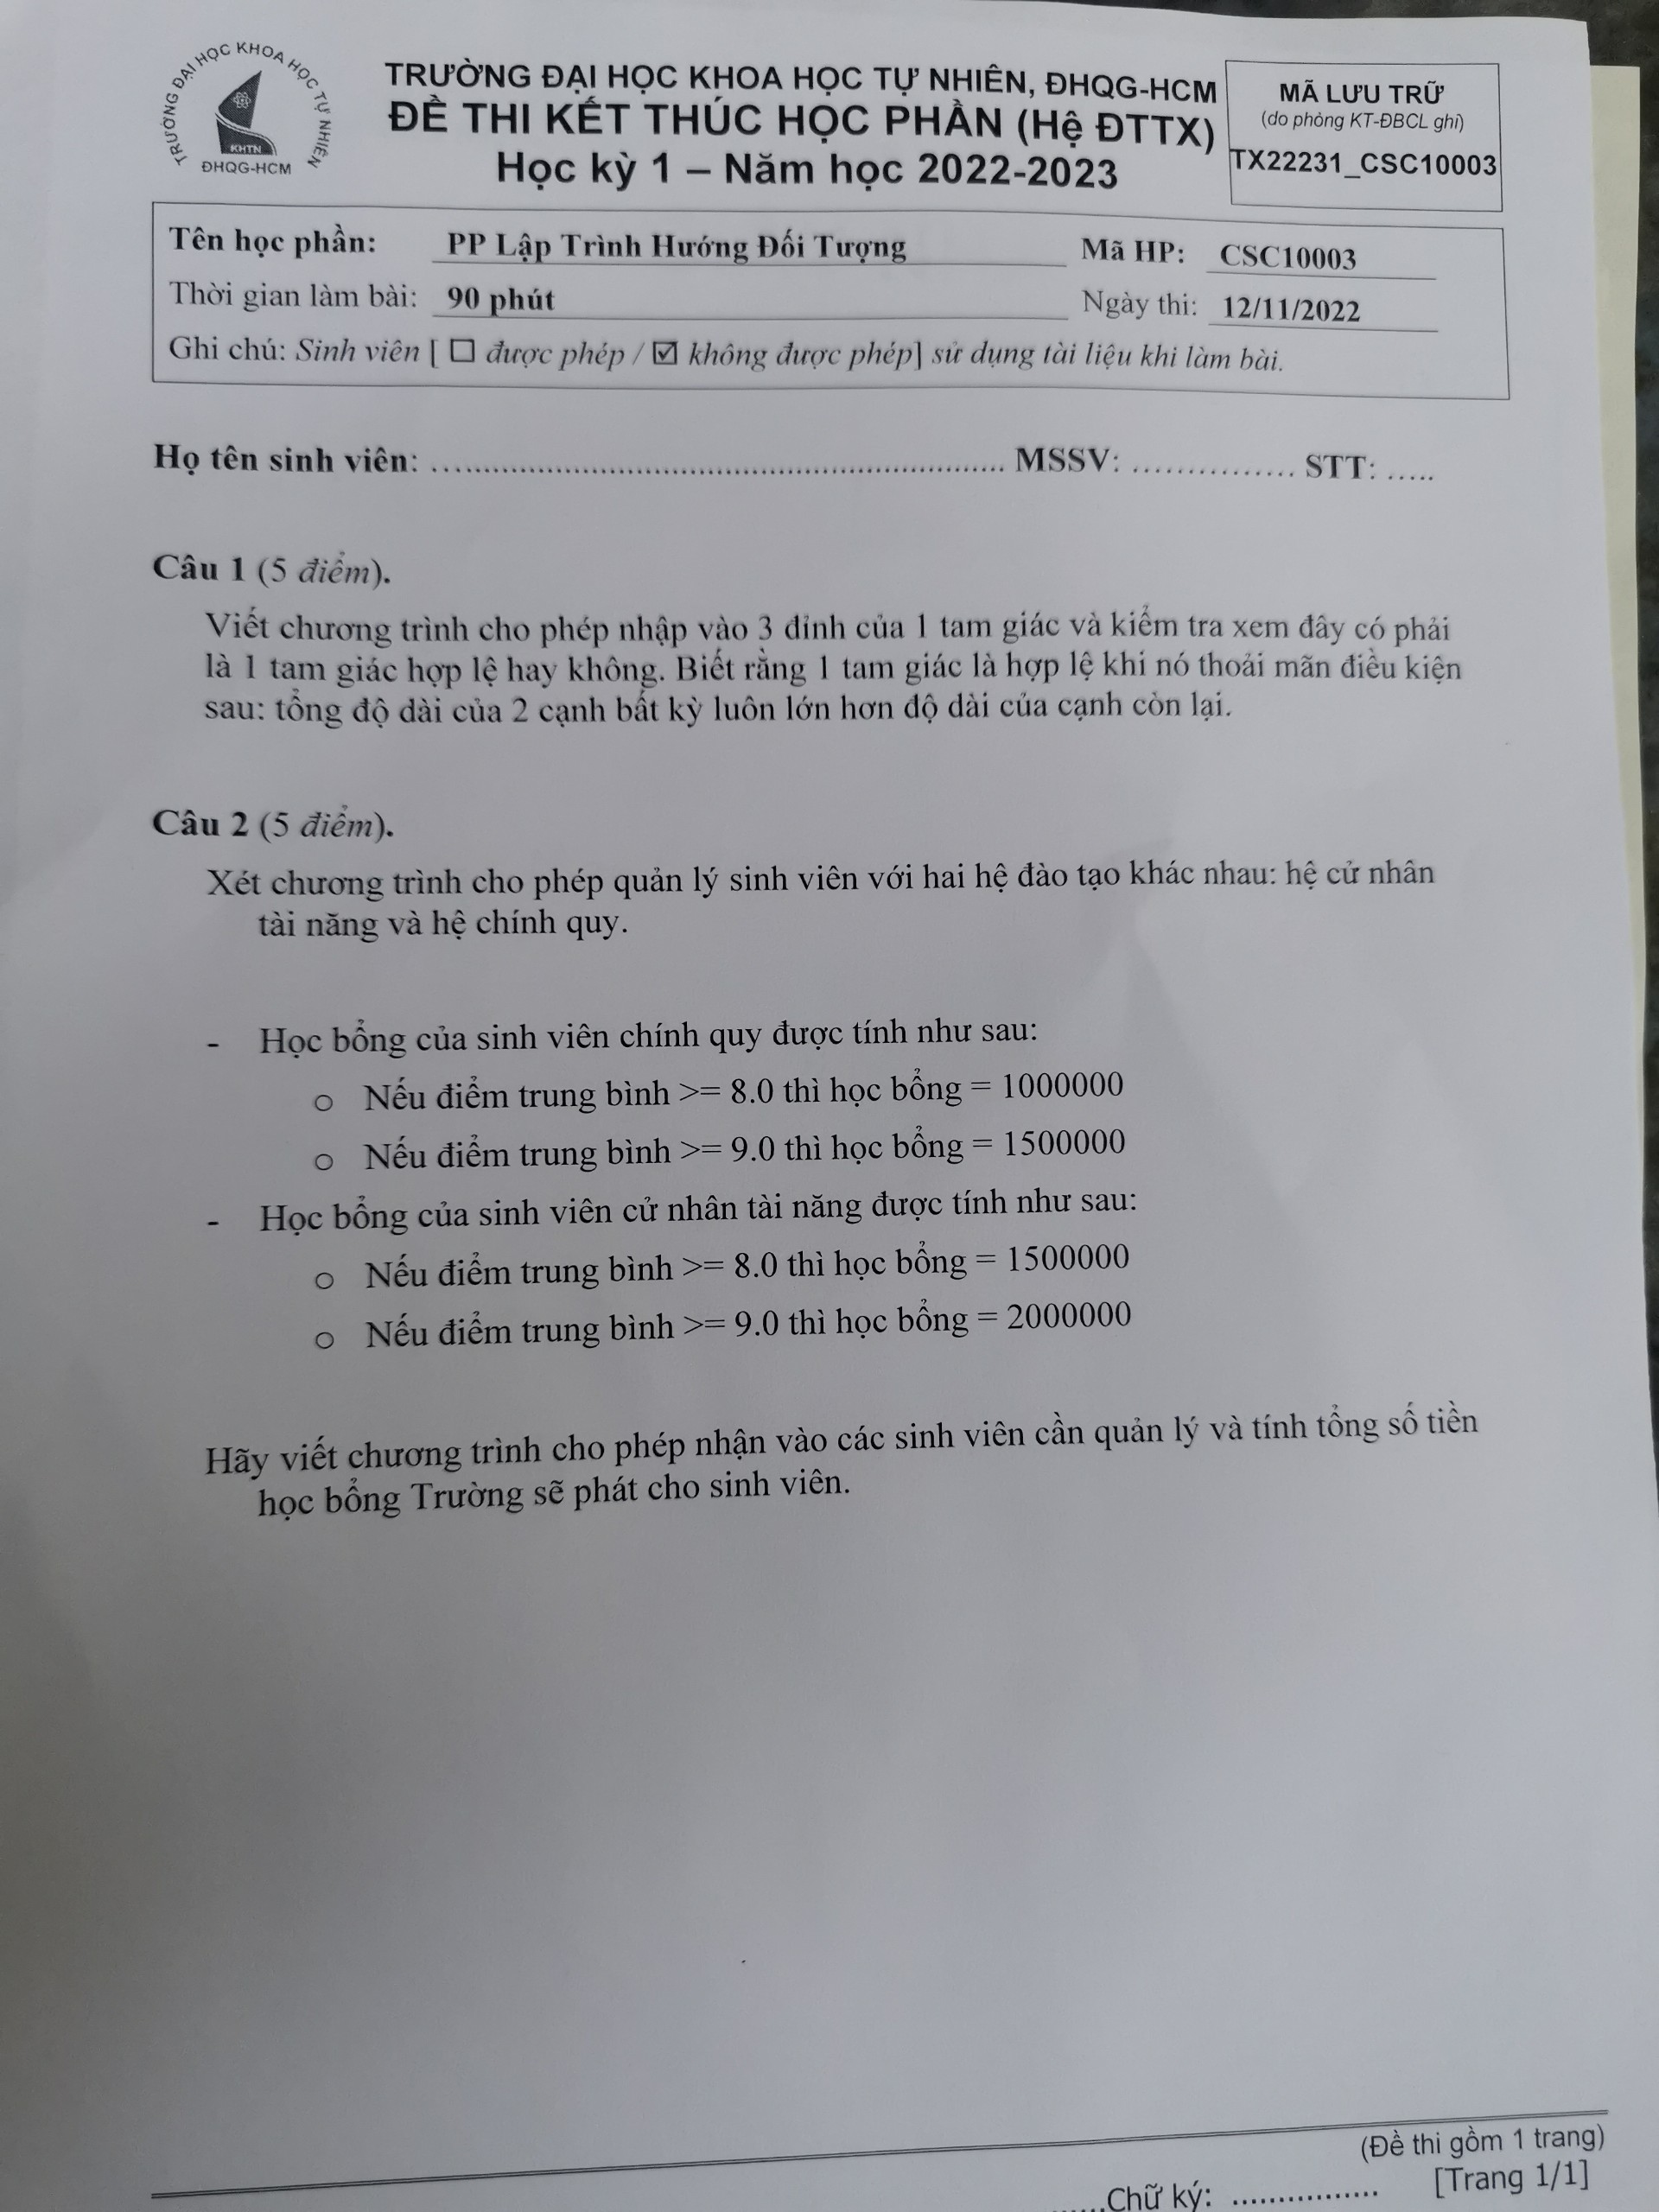 TRƯỜNG ĐẠI HỌC KHOA HỌC TỰ NHIÊN
KHTN
ĐHQG-HCM
TRƯỜNG ĐẠI HỌC KHOA HỌC TỰ NHIÊN, ĐHQG-HCM
ĐỀ THI KẾT THÚC HỌC PHẦN (Hệ ĐTTX)
Học kỳ 1 – Năm học 2022-2023
MÃ LƯU TRỮ
(do phòng KT-ĐBCL ghi)
TX22231_CSC10003
Tên học phần: PP Lập Trình Hướng Đối Tượng Mã HP: CSC10003
Thời gian làm bài: 90 phút Ngày thi: 12/11/2022
Ghi chú: Sinh viên [ ☐ được phép / ☑ không được phép] sử dụng tài liệu khi làm bài.
Họ tên sinh viên: ........................................................................ MSSV: ............... STT: .....
Câu 1 (5 điểm).
Viết chương trình cho phép nhập vào 3 đỉnh của 1 tam giác và kiểm tra xem đây có phải
là 1 tam giác hợp lệ hay không. Biết rằng 1 tam giác là hợp lệ khi nó thoải mãn điều kiện
sau: tổng độ dài của 2 cạnh bất kỳ luôn lớn hơn độ dài của cạnh còn lại.
Câu 2 (5 điểm).
Xét chương trình cho phép quản lý sinh viên với hai hệ đào tạo khác nhau: hệ cử nhân
tài năng và hệ chính quy.
- Học bổng của sinh viên chính quy được tính như sau:
o Nếu điểm trung bình >= 8.0 thì học bổng = 1000000
o Nếu điểm trung bình >= 9.0 thì học bổng = 1500000
- Học bổng của sinh viên cử nhân tài năng được tính như sau:
o Nếu điểm trung bình >= 8.0 thì học bổng = 1500000
o Nếu điểm trung bình >= 9.0 thì học bổng = 2000000
Hãy viết chương trình cho phép nhận vào các sinh viên cần quản lý và tính tổng số tiền
học bổng Trường sẽ phát cho sinh viên.
(Đề thi gồm 1 trang)
......Chữ ký: ................. [Trang 1/1]